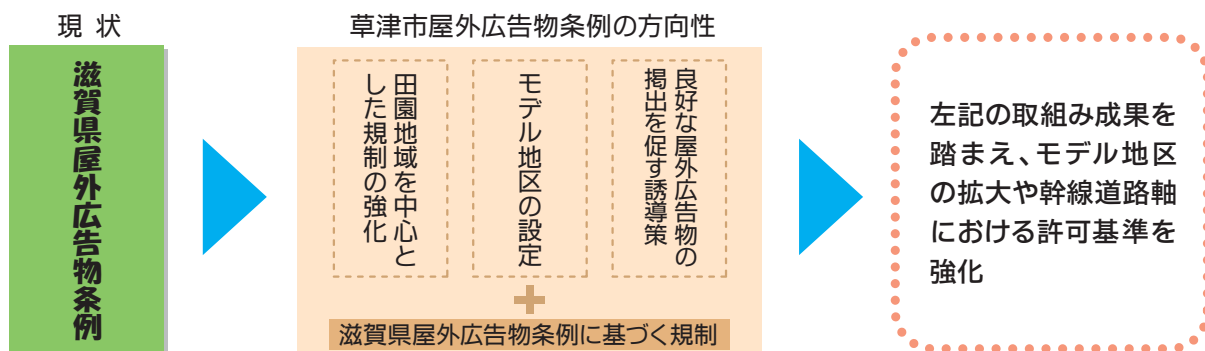 現状
滋賀県屋外広告物条例
草津市屋外広告物条例の方向性
田園地域を中心と
した規制の強化
モデル地区の設定
良好な屋外広告物の
掲出を促す誘導策
滋賀県屋外広告物条例に基づく規制
左記の取組み成果を
踏まえ、モデル地区
の拡大や幹線道路軸
における許可基準を
強化